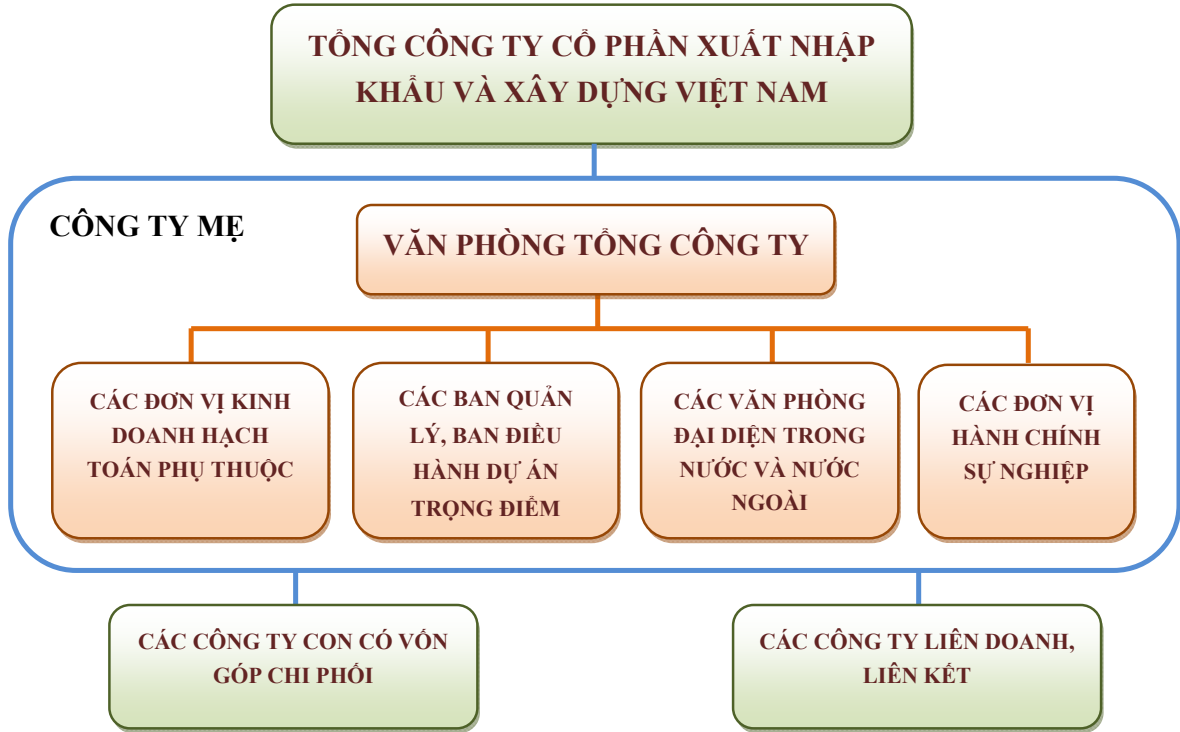 TỔNG CÔNG TY CỔ PHẦN XUẤT NHẬP
KHẨU VÀ XÂY DỰNG VIỆT NAM
CÔNG TY MẸ
VĂN PHÒNG TỔNG CÔNG TY
CÁC ĐƠN VỊ KINH
DOANH HẠCH
TOÁN PHỤ THUỘC
CÁC BAN QUẢN
LÝ, BAN ĐIỀU
HÀNH DỰ ÁN
TRỌNG ĐIỂM
CÁC VĂN PHÒNG
ĐẠI DIỆN TRONG
NƯỚC VÀ NƯỚC
NGOÀI
CÁC ĐƠN VỊ
HÀNH CHÍNH
SỰ NGHIỆP
CÁC CÔNG TY CON CÓ VỐN
GÓP CHI PHỐI
CÁC CÔNG TY LIÊN DOANH,
LIÊN KẾT